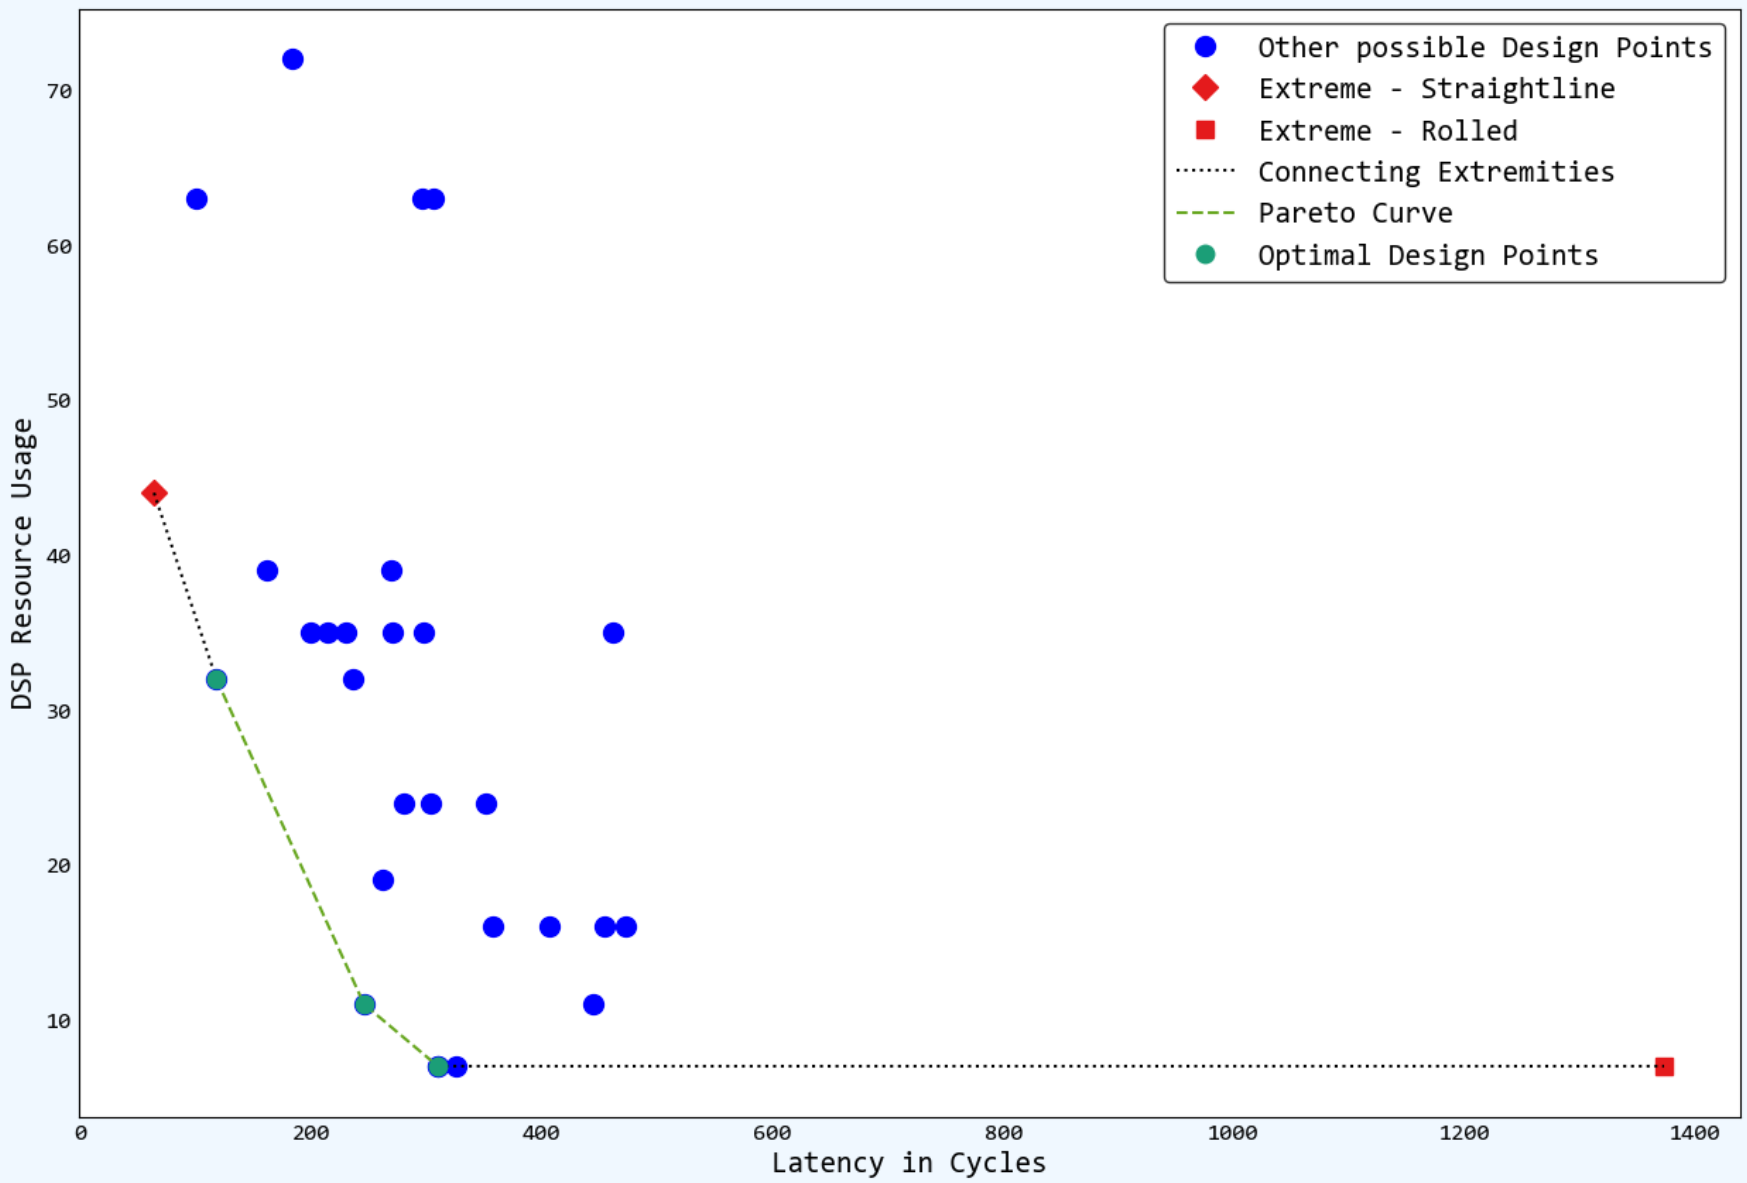 Other possible Design Points
Extreme - Straightline
Extreme - Rolled
Connecting Extremities
Pareto Curve
Optimal Design Points
70
60
50
40
30
20
10
DSP Resource Usage
0 200 400 600 800 1000 1200 1400
Latency in Cycles